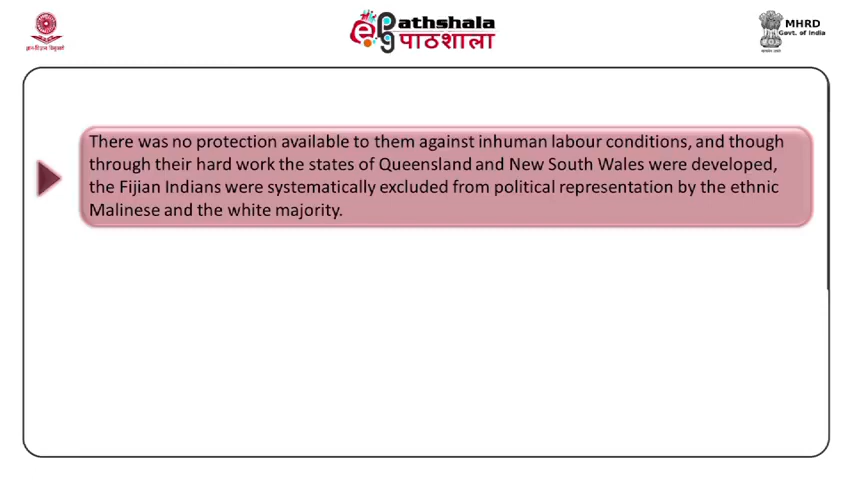 Pathshala
पाठशाला
MHRD
Govt. of India
There was no protection available to them against inhuman labour conditions, and though
through their hard work the states of Queensland and New South Wales were developed,
the Fijian Indians were systematically excluded from political representation by the ethnic
Malinese and the white majority.